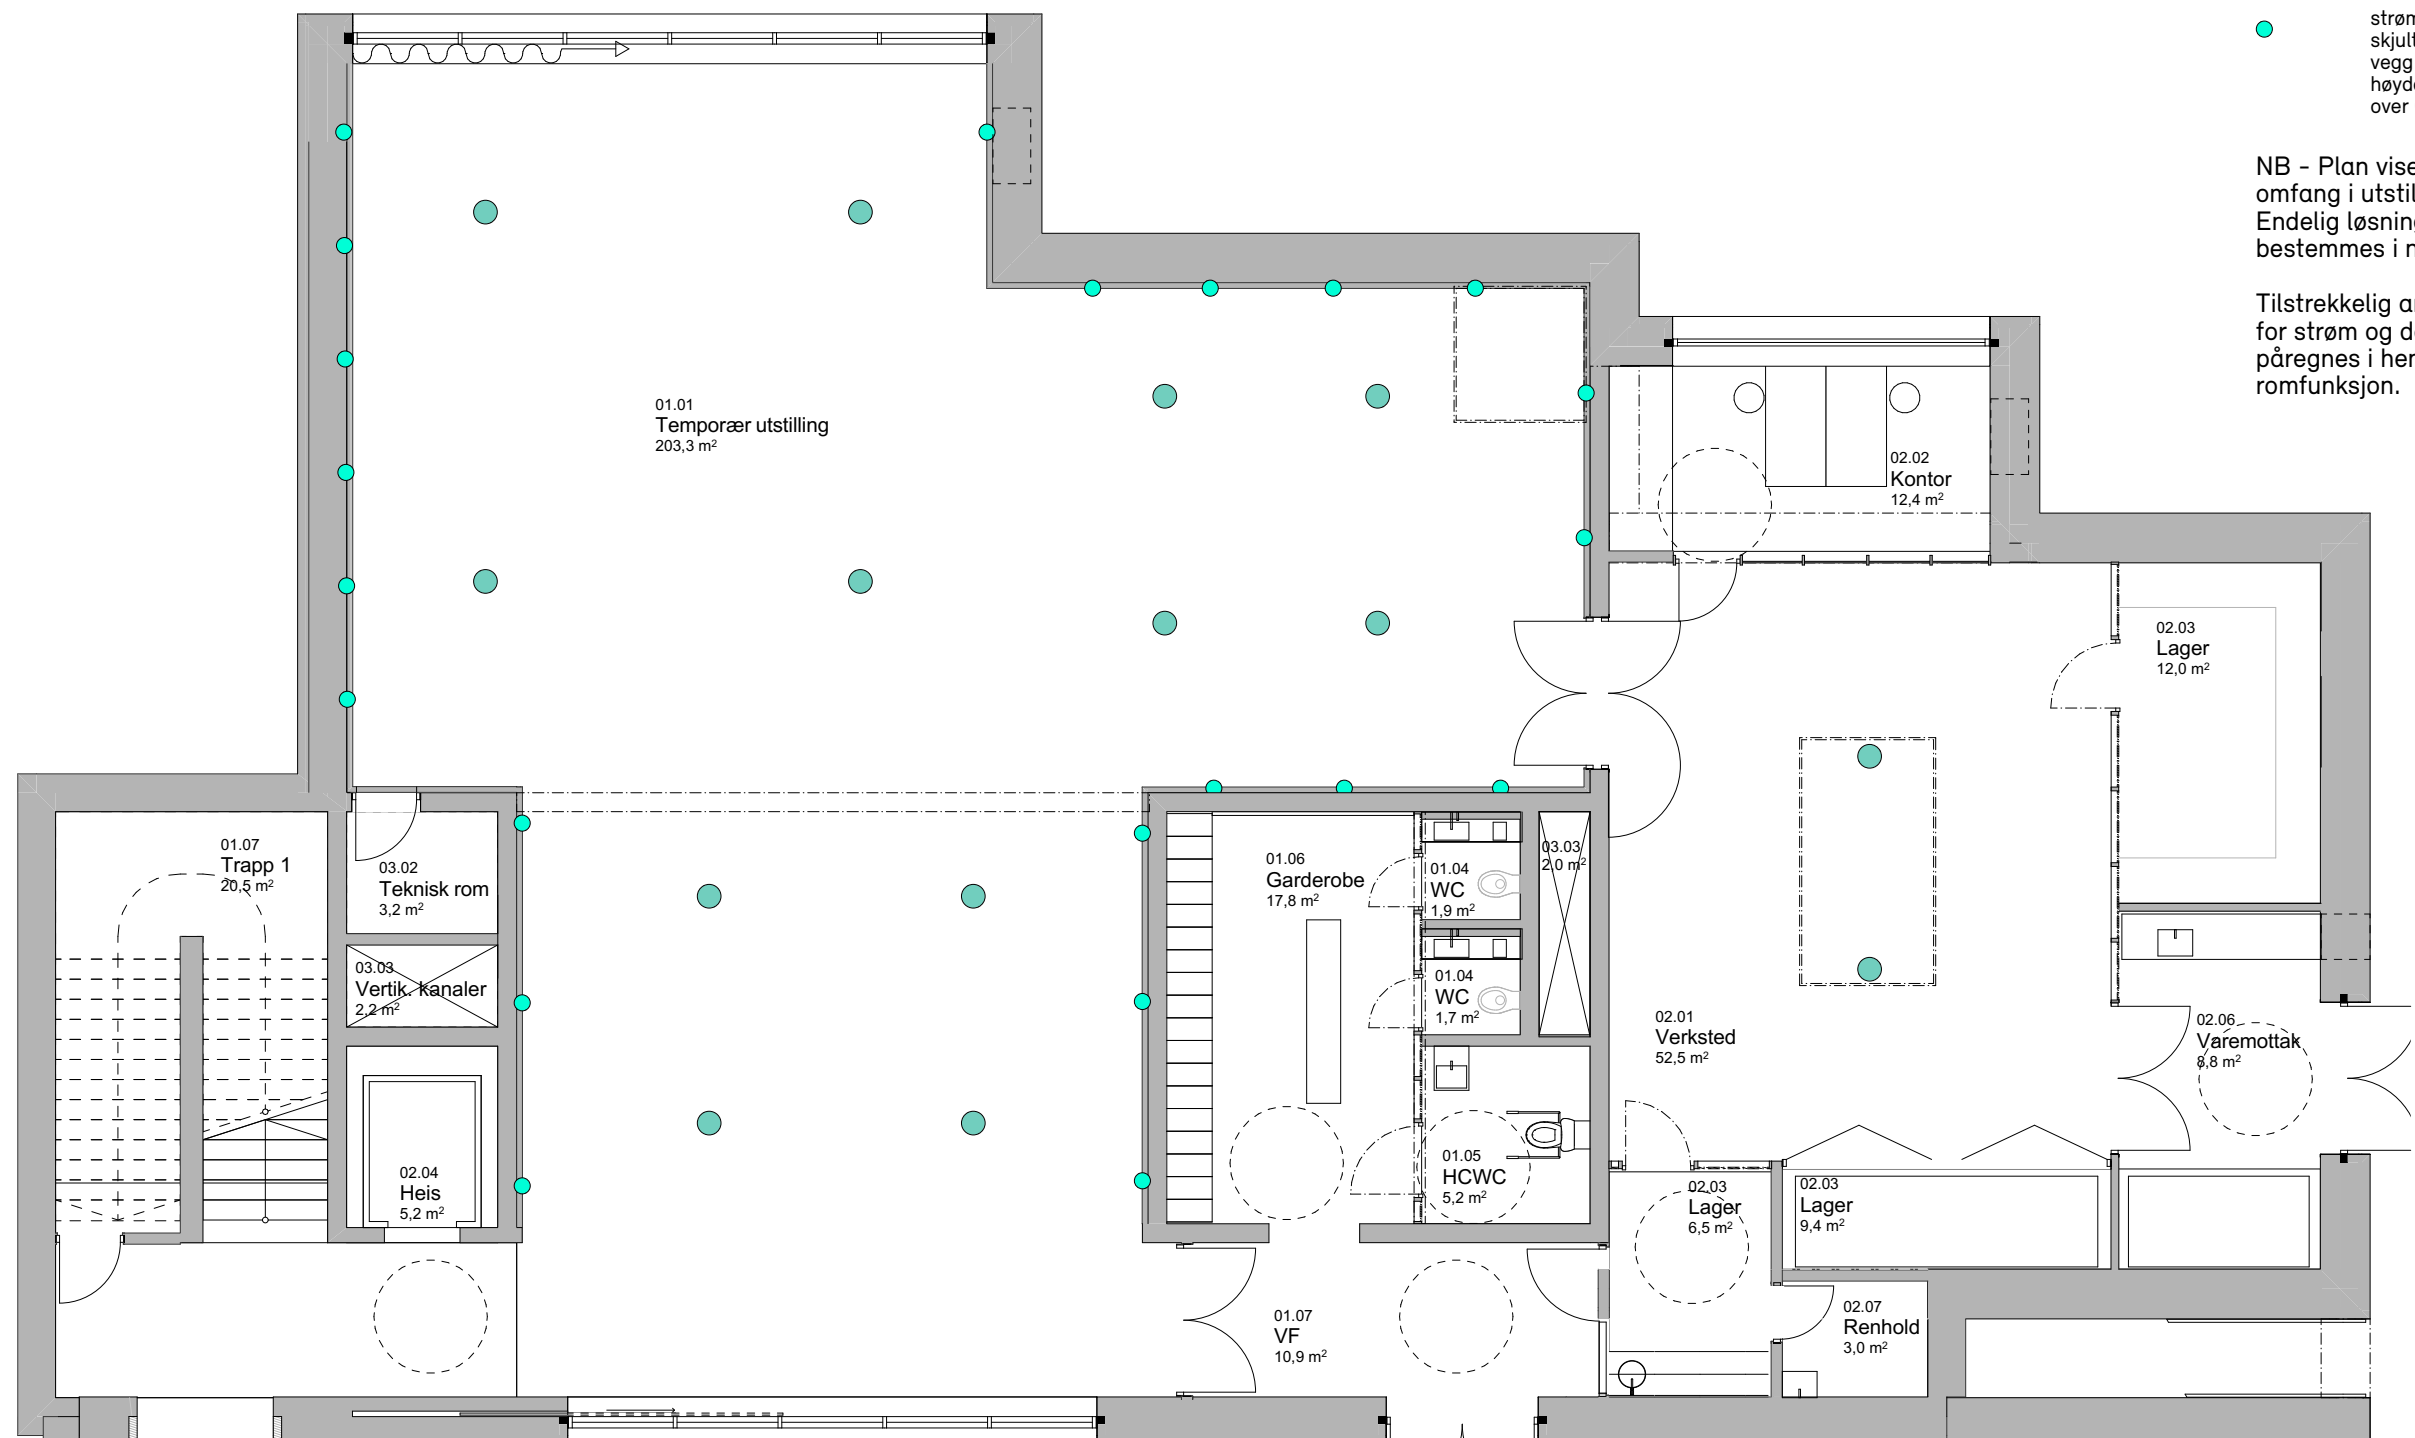 skjult
vegg
over
NB - Plan
omfang i
Endelig
bestemmes i
Tilstrekkelig
for strøm og
påregnes i
romfunksjon.
01.01
Temporær utstilling
203,3 m²
02.02
Kontor
12,4 m²
02.03
Lager
12,0 m²
01.07
Trapp 1
20,5 m²
03.02
Teknisk rom
3,2 m²
01.06
Garderobe
17,8 m²
01.04
WC
1,9 m²
03.03
2,0 m²
03.03
Vertik. kanaler
2,2 m²
01.04
WC
1,7 m²
02.01
Verksted
52,5 m²
02.06
Varemottak
8,8 m²
02.04
Heis
5,2 m²
01.05
HCWC
5,2 m²
02.03
Lager
6,5 m²
02.03
Lager
9,4 m²
01.07
VF
10,9 m²
02.07
Renhold
3,0 m²